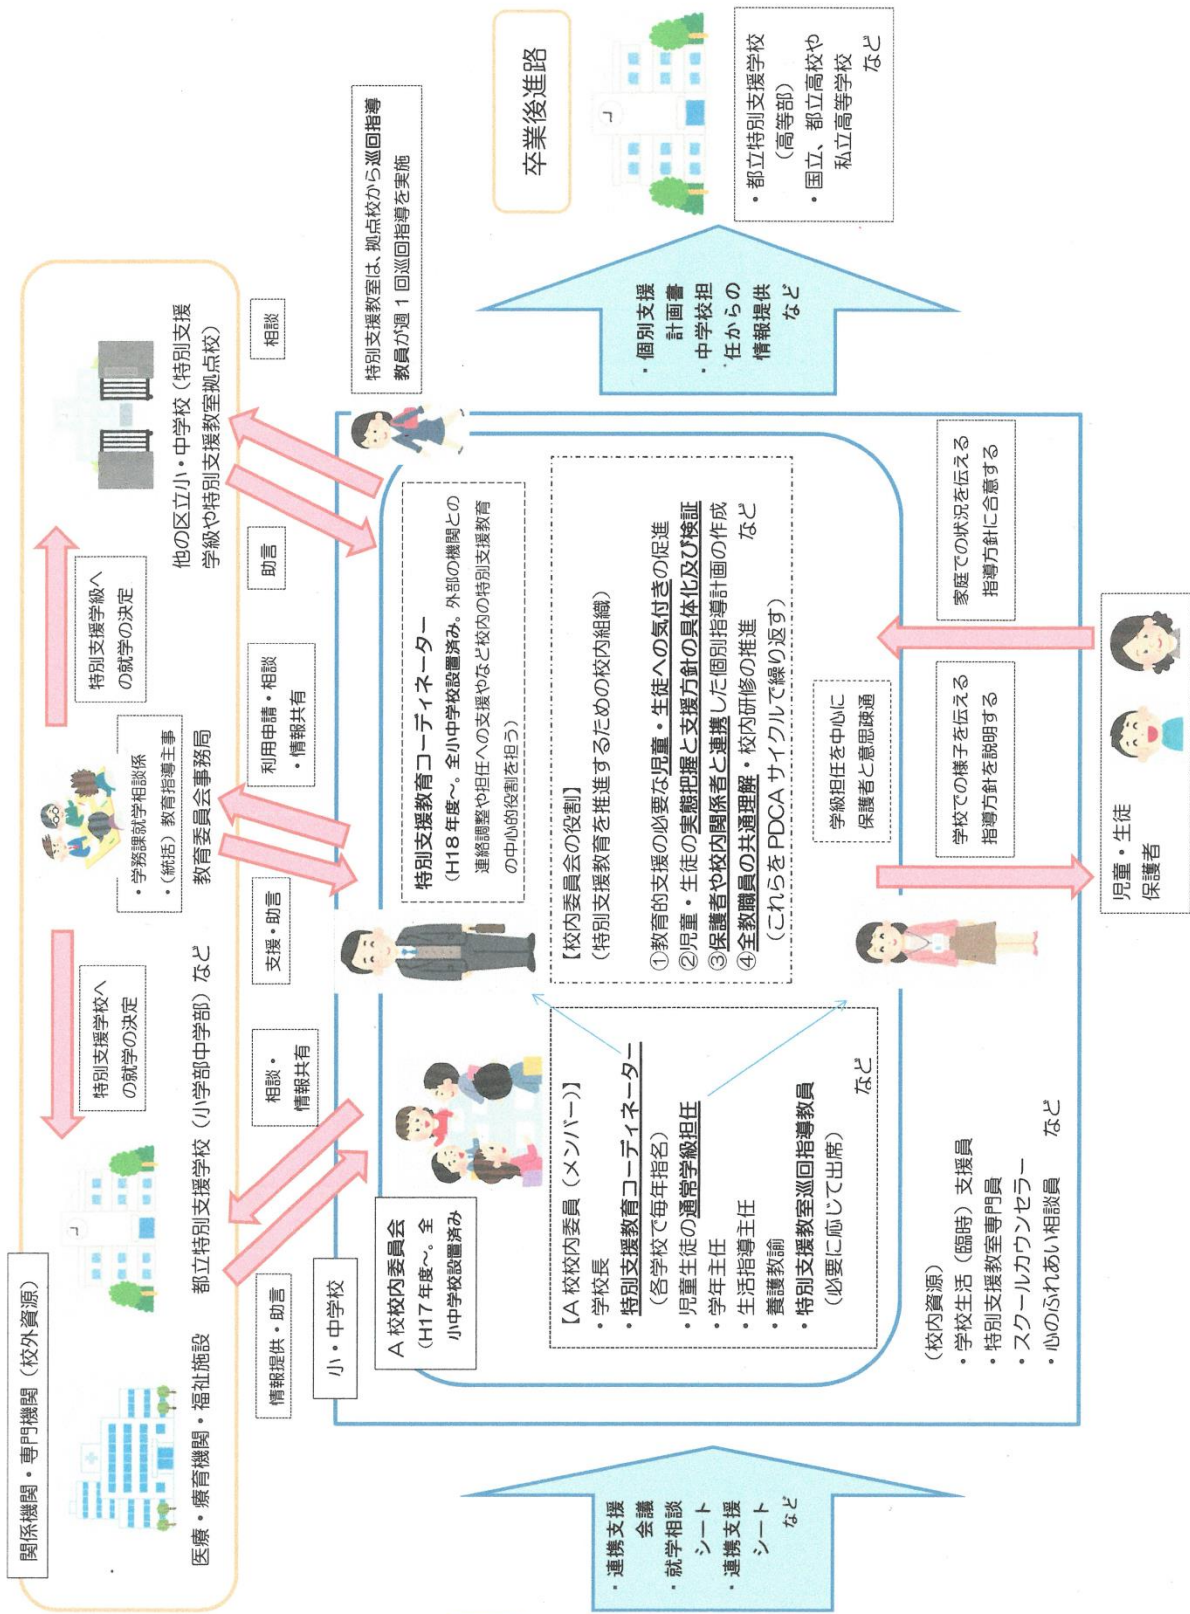 関係機関・専門機関（校外資源）
医療・療育機関・福祉施設
都立特別支援学校（小学部中学部）など
特別支援学校へ
の就学の決定
・学務課就学相談係
・（統括）教育指導主事
教育委員会事務局
特別支援学級へ
の就学の決定
他の区立小・中学校（特別支援
学級や特別支援教室拠点校）
情報提供・助言
相談・
情報共有
支援・助言
利用申請・相談
・情報共有
助言
相談
特別支援教室は、拠点校から巡回指導
教員が週１回巡回指導を実施
小・中学校
A 校校内委員会
（H17 年度～。全
小中学校設置済み
【A 校校内委員（メンバー）】
・学校長
・特別支援教育コーディネーター
（各学校で毎年指名）
・児童生徒の通常学級担任
・学年主任
・生活指導主任
・養護教諭
・特別支援教室巡回指導教員
（必要に応じて出席）
など
特別支援教育コーディネーター
（H18 年度～。全小中学校設置済み。外部の機関との
連絡調整や担任への支援やなど校内の特別支援教育
の中心的役割を担う）
【校内委員会の役割】
（特別支援教育を推進するための校内組織）
①教育的支援の必要な児童・生徒への気付きの促進
②児童・生徒の実態把握と支援方針の具体化及び検証
③保護者や校内関係者と連携した個別指導計画の作成
④全教職員の共通理解・校内研修の推進
など
（これらを PDCA サイクルで繰り返す）
学級担任を中心に
保護者と意思疎通
（校内資源）
・学校生活（臨時）支援員
・特別支援教室専門員
・スクールカウンセラー
・心のふれあい相談員
など
学校での様子を伝える
指導方針を説明する
家庭での状況を伝える
指導方針に合意する
児童・生徒
保護者
・連携支援
会議
・就学相談
シート
・連携支援
シート
など
・個別支援
計画書
・中学校担
任からの
情報提供
など
卒業後進路
・都立特別支援学校
（高等部）
・国立、都立高校や
私立高等学校
など